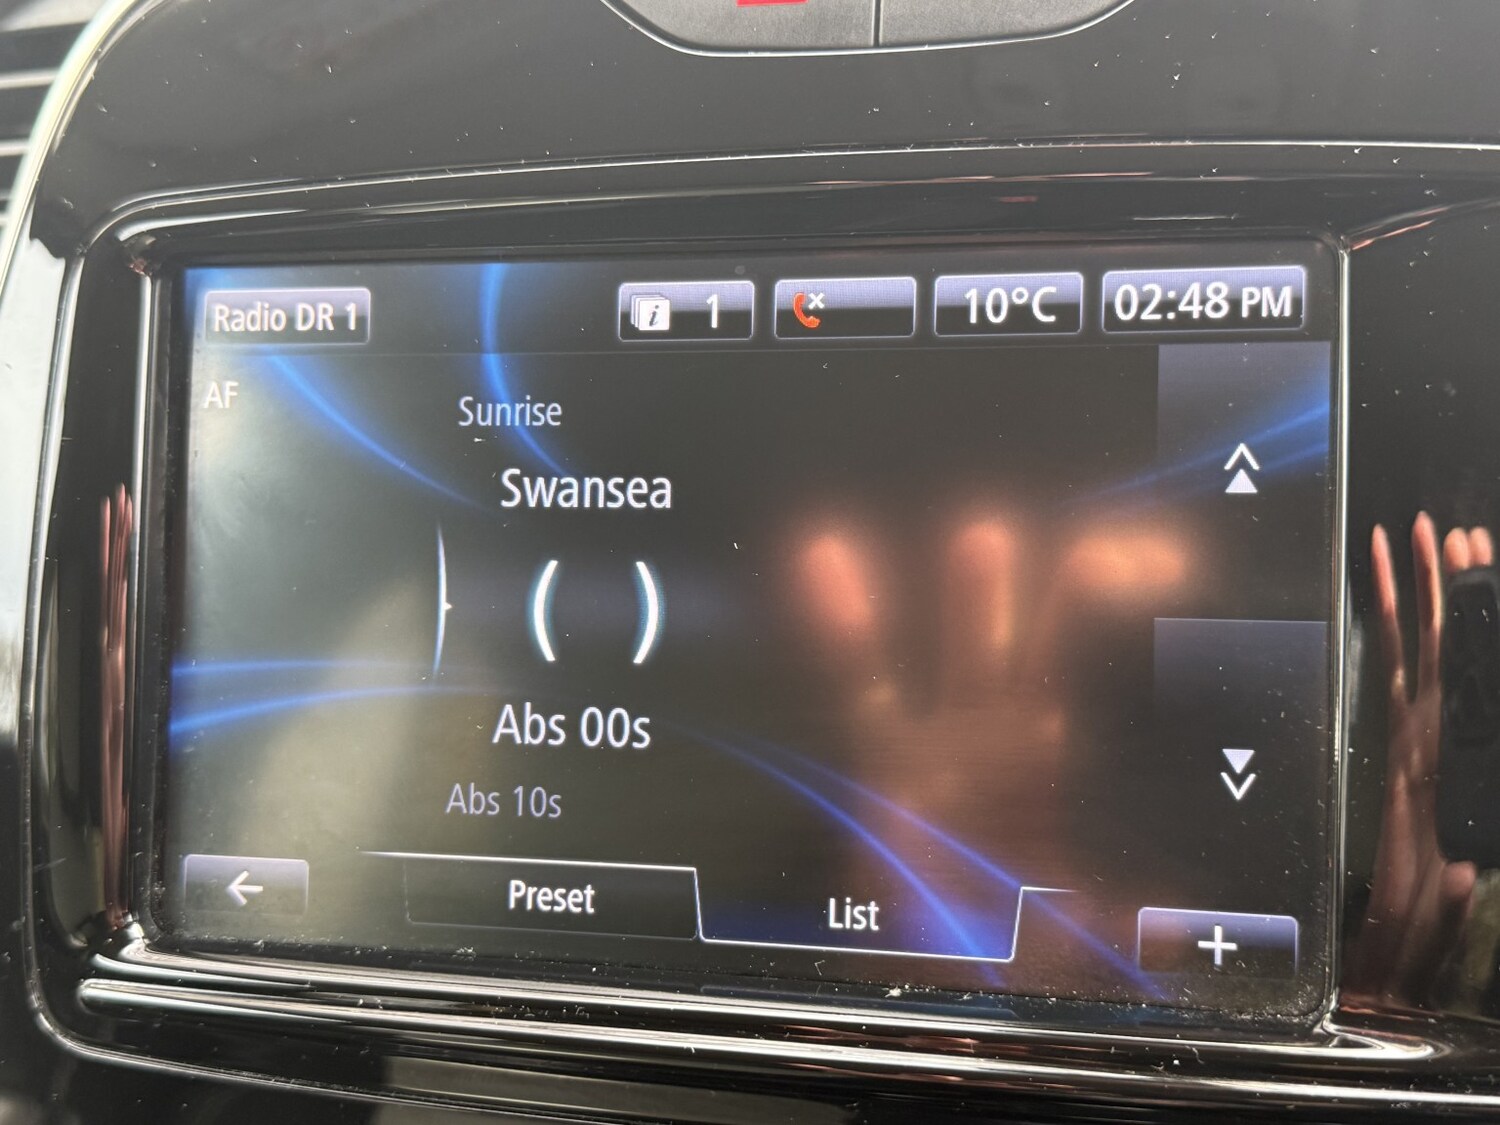 Radio DR 1
i 1
10°C
02:48 PM
AF
Sunrise
Swansea
( )
Abs 00s
Abs 10s
Preset
List